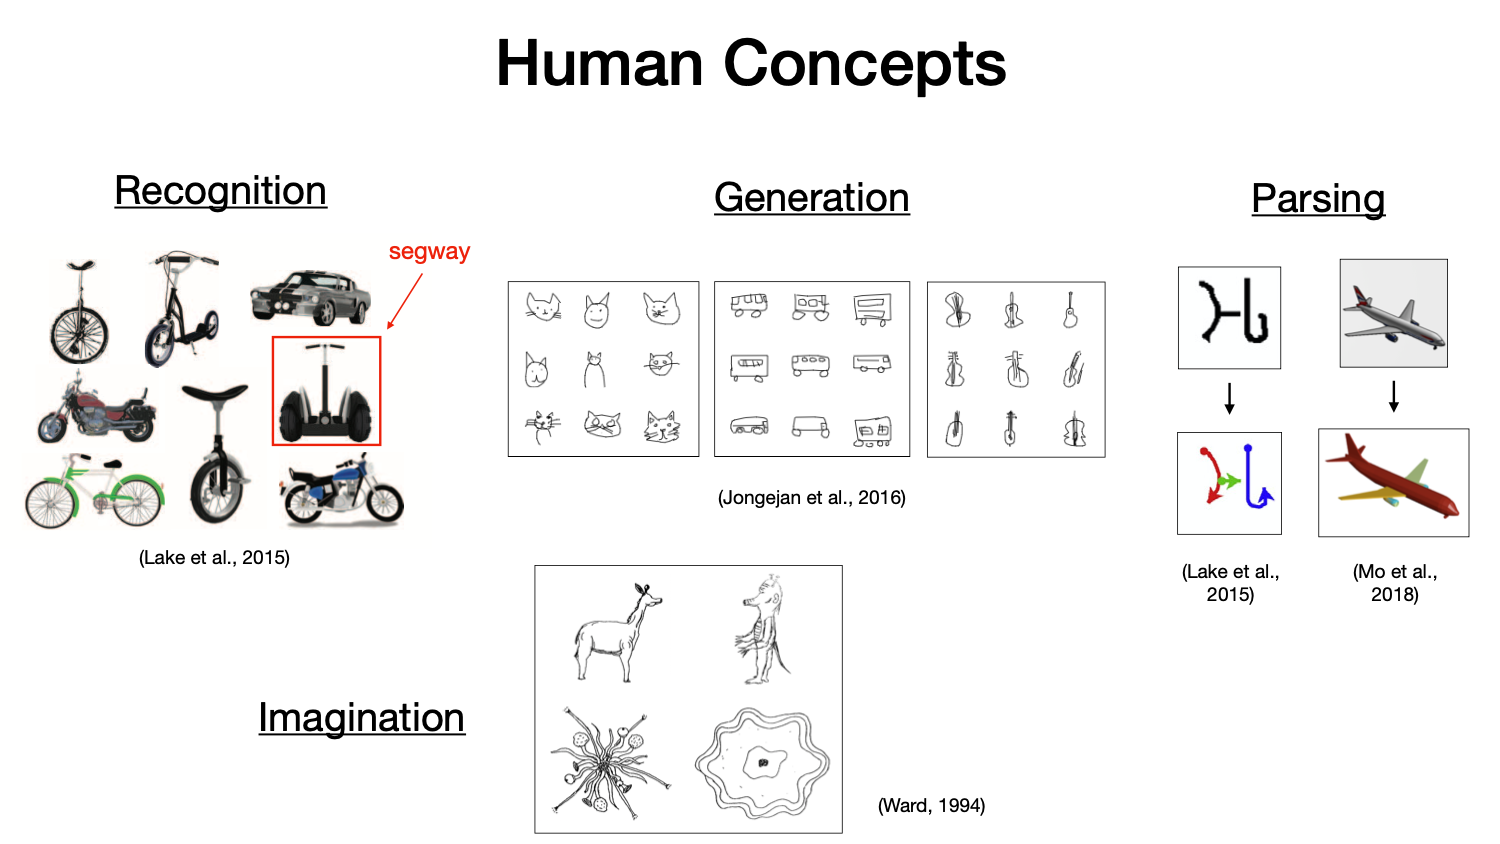 Human Concepts
Recognition
segway
(Lake et al., 2015)
Generation
(Jongejan et al., 2016)
Parsing
(Lake et al.,
2015)
(Mo et al.,
2018)
Imagination
(Ward, 1994)